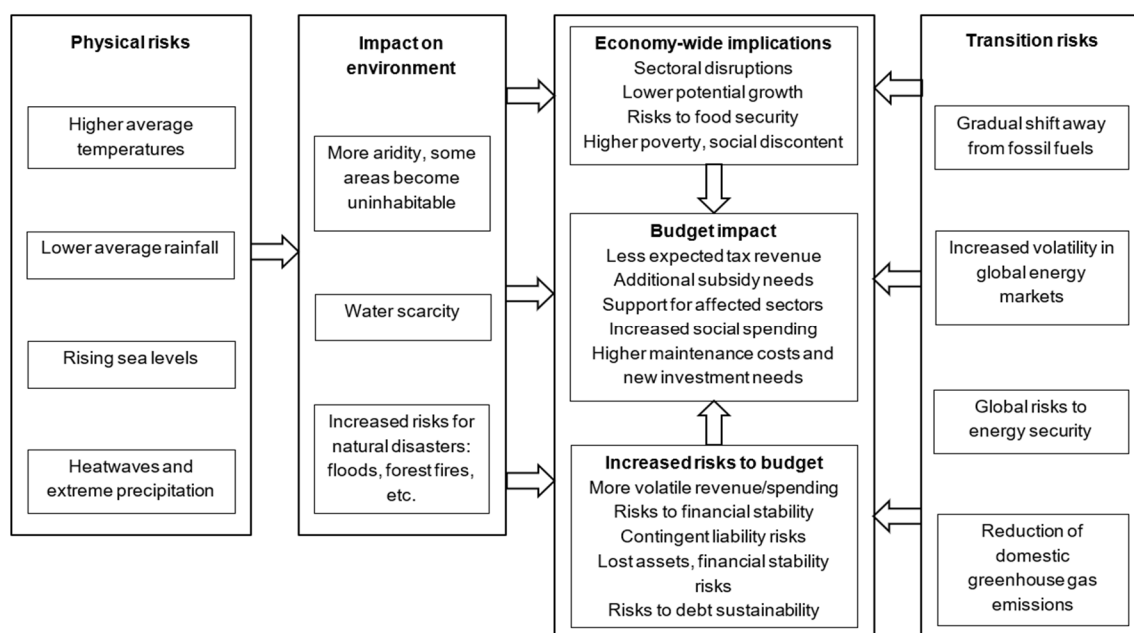 Physical risks
Higher average
temperatures
Lower average rainfall
Rising sea levels
Heatwaves and
extreme precipitation
Impact on
environment
More aridity, some
areas become
uninhabitable
Water scarcity
Increased risks for
natural disasters:
floods, forest fires,
etc.
Economy-wide implications
Sectoral disruptions
Lower potential growth
Risks to food security
Higher poverty, social discontent
Budget impact
Less expected tax revenue
Additional subsidy needs
Support for affected sectors
Increased social spending
Higher maintenance costs and
new investment needs
Increased risks to budget
More volatile revenue/spending
Risks to financial stability
Contingent liability risks
Lost assets, financial stability
risks
Risks to debt sustainability
Transition risks
Gradual shift away
from fossil fuels
Increased volatility in
global energy
markets
Global risks to
energy security
Reduction of
domestic
greenhouse gas
emissions